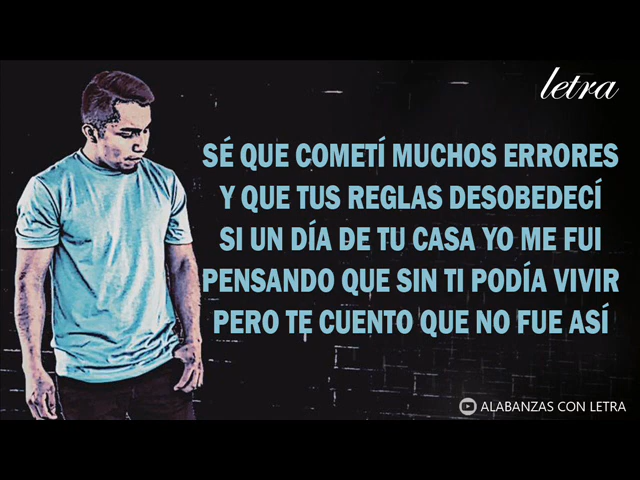 letra
SÉ QUE COMETÍ MUCHOS ERRORES
Y QUE TUS REGLAS DESOBEDECÍ
SI UN DÍA DE TU CASA YO ME FUI
PENSANDO QUE SIN TI PODÍA VIVIR
PERO TE CUENTO QUE NO FUE ASÍ
ALABANZAS CON LETRA